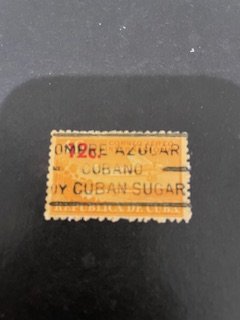 12c.
OMPRE AZUCAR
CUBANO
UY CUBAN SUGAR
REPUBLICA DE CUBA